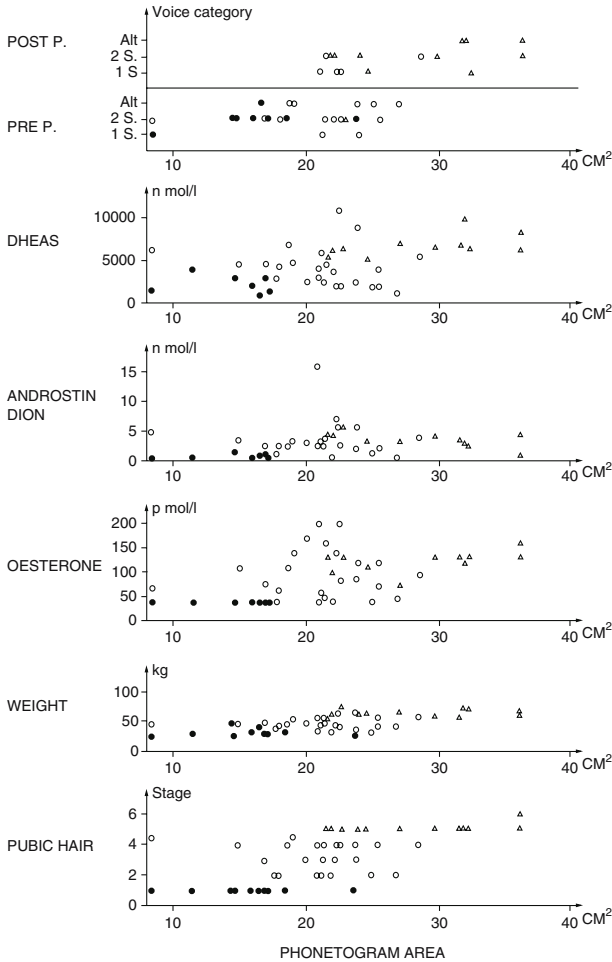 Voice category
POST P.
Alt
2 S.
1 S
PRE P.
Alt
2 S.
1 S.
10 20 30 40 CM2
n mol/l
DHEAS
10000
5000
0
10 20 30 40 CM2
n mol/l
ANDROSTIN
DION
15
10
5
0
10 20 30 40 CM2
p mol/l
OESTERONE
200
150
100
50
0
10 20 30 40 CM2
kg
WEIGHT
100
50
0
10 20 30 40 CM2
Stage
PUBIC HAIR
6
4
2
0
10 20 30 40 CM2
PHONETOGRAM AREA